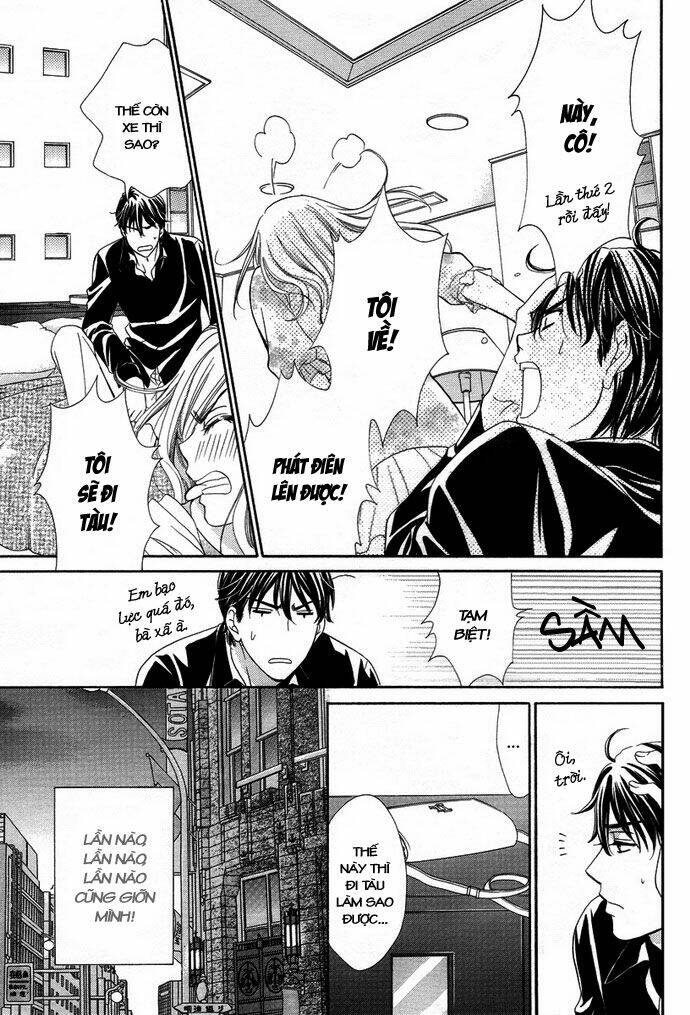 NÀY,
CÔ!
Lần thứ 2
rồi đấy!
TÔI
VỀ!
PHÁT ĐIÊN
LÊN ĐƯỢC!
THẾ CÒN
XE THÌ
SAO?
TÔI
SẼ ĐI
TÀU!
SẦM
TẠM
BIỆT!
Em bạo
lực quá đó,
bà xã à.
Ôi,
trời.
...
THẾ
NÀY THÌ
ĐI TÀU
LÀM SAO
ĐƯỢC...
SOTA
LẦN NÀO,
LẦN NÀO,
LẦN NÀO
CŨNG GIỠN
MÌNH!